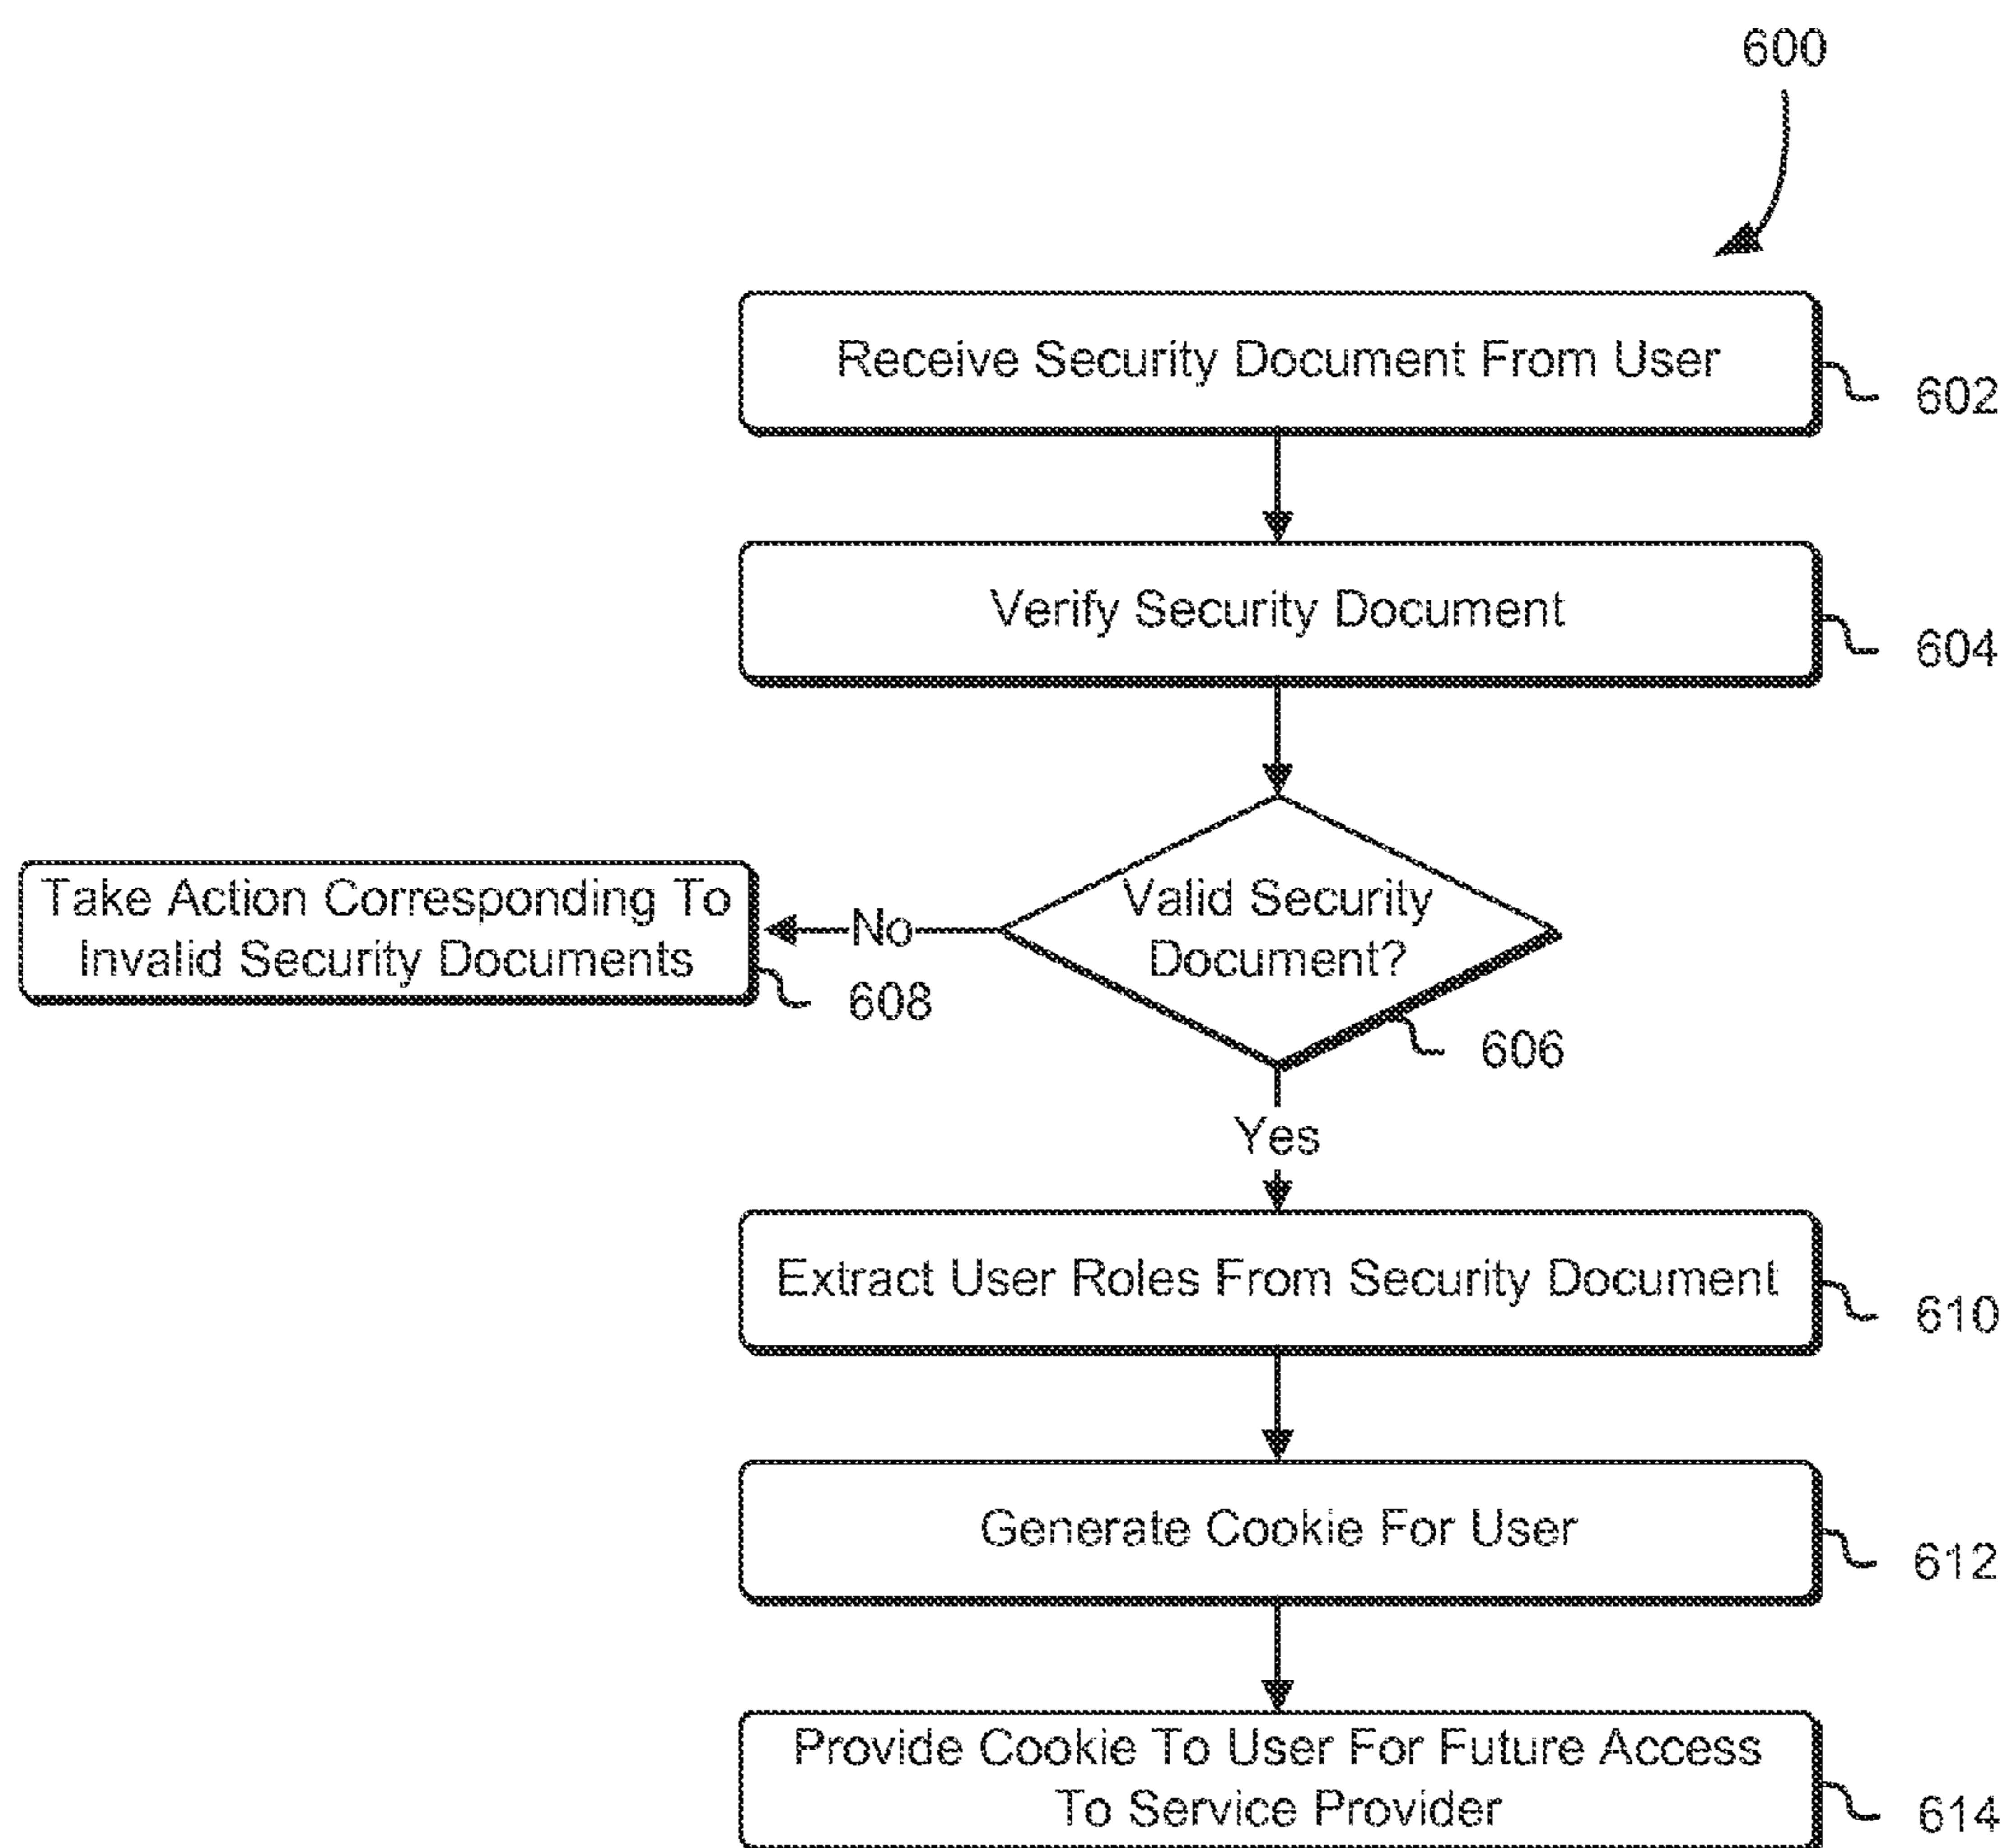 600
Receive Security Document From User
602
Verify Security Document
604
Valid Security
Document?
606
No
Take Action Corresponding To
Invalid Security Documents
608
Yes
Extract User Roles From Security Document
610
Generate Cookie For User
612
Provide Cookie To User For Future Access
To Service Provider
614